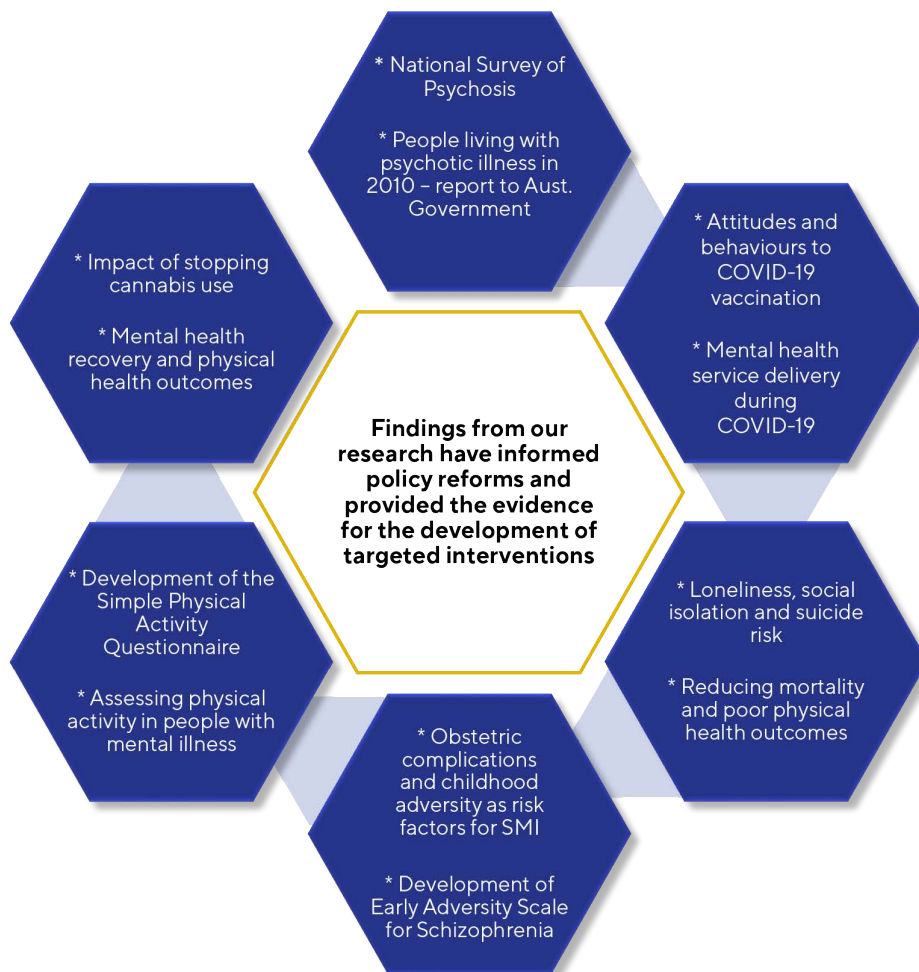 * National Survey of
Psychosis
* People living with
psychotic illness in
2010 – report to Aust.
Government
* Attitudes and
behaviours to
COVID-19
vaccination
* Mental health
service delivery
during
COVID-19
* Loneliness, social
isolation and suicide
risk
* Reducing mortality
and poor physical
health outcomes
* Obstetric
complications
and childhood
adversity as risk
factors for SMI
* Development of
Early Adversity Scale
for Schizophrenia
* Development of the
Simple Physical
Activity
Questionnaire
* Assessing physical
activity in people with
mental illness
* Impact of stopping
cannabis use
* Mental health
recovery and physical
health outcomes
Findings from our
research have informed
policy reforms and
provided the evidence
for the development of
targeted interventions